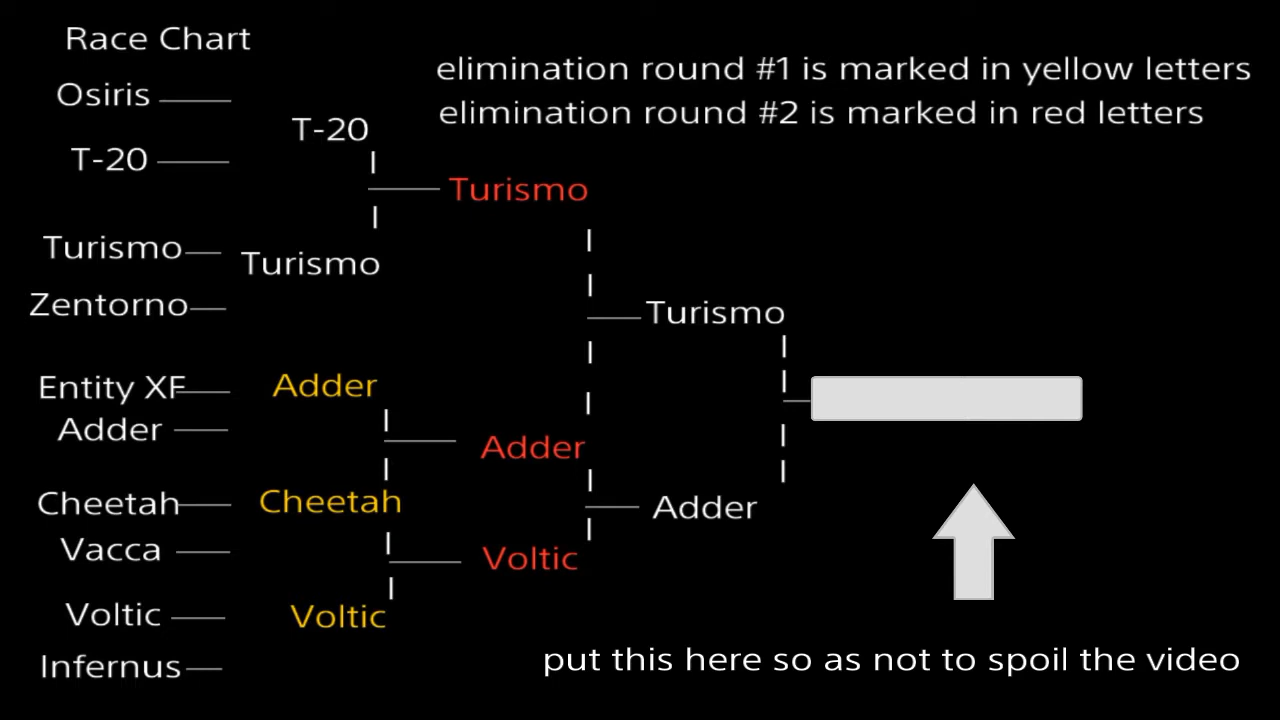 Race Chart
elimination round #1 is marked in yellow letters
elimination round #2 is marked in red letters
Osiris
T-20
T-20
Turismo
Turismo
Turismo
Zentorno
Turismo
Entity XF
Adder
Adder
Adder
Cheetah
Cheetah
Adder
Vacca
Voltic
Voltic
Voltic
Infernus
put this here so as not to spoil the video